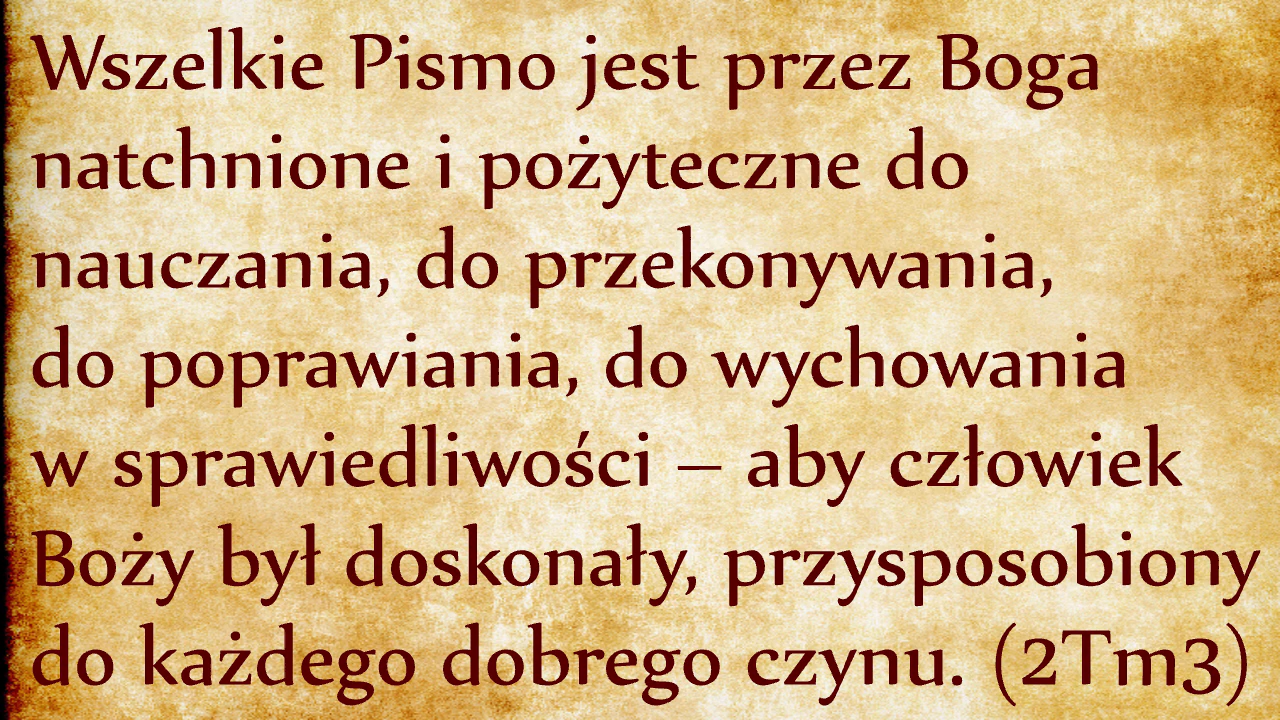 Wszelkie Pismo jest przez Boga
natchnione i pożyteczne do
nauczania, do przekonywania,
do poprawiania, do wychowania
w sprawiedliwości – aby człowiek
Boży był doskonały, przysposobiony
do każdego dobrego czynu. (2Tm3)